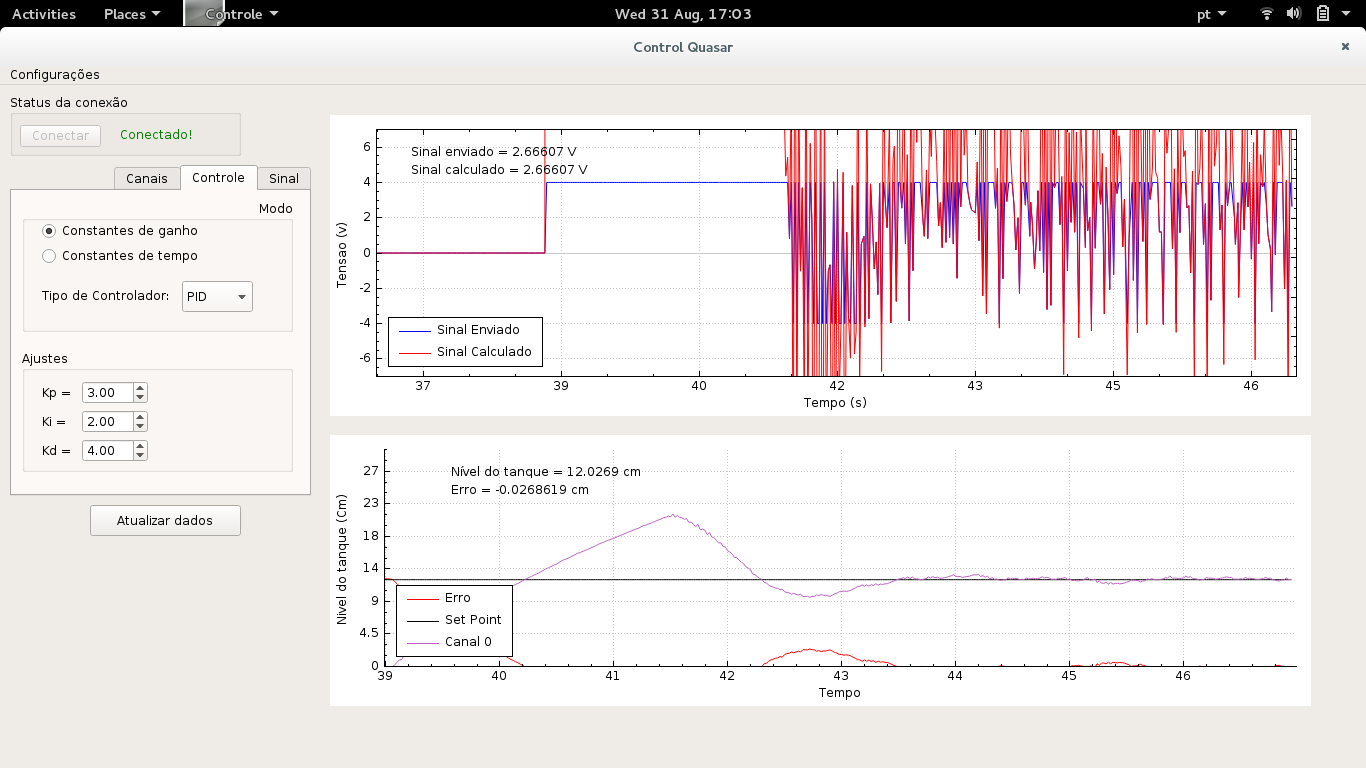 Activities Places Controle Wed 31 Aug, 17:03 pt
Control Quasar ×
Configurações
Status da conexão
Conectar Conectado!
Canais Controle Sinal
Modo
Constantes de ganho
Constantes de tempo
Tipo de Controlador: PID
Ajustes
Kp = 3.00
Ki = 2.00
Kd = 4.00
Atualizar dados
Sinal enviado = 2.66607 V
Sinal calculado = 2.66607 V
Tensao (v)
6
4
2
0
-2
-4
-6
Sinal Enviado
Sinal Calculado
37 39 40 42 43 45 46
Tempo (s)
Nível do tanque = 12.0269 cm
Erro = -0.0268619 cm
Nivel do tanque (Cm)
27
23
18
14
9
4.5
0
Erro
Set Point
Canal 0
39 40 41 42 43 44 45 46
Tempo